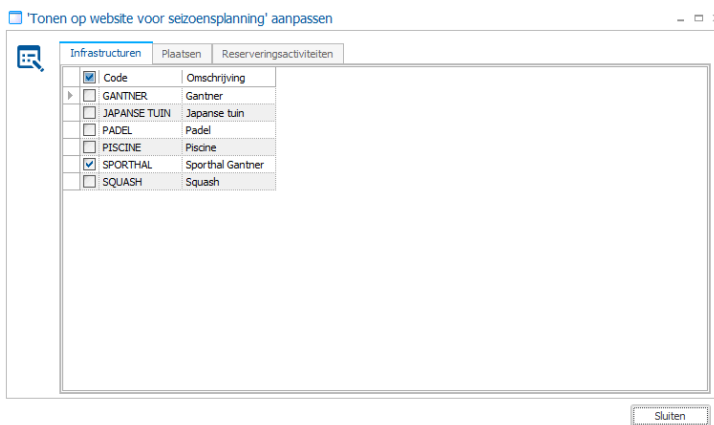 'Tonen op website voor seizoensplanning' aanpassen
Infrastructuren Plaatsen Reserveringsactiviteiten
Code Omschrijving
GANTNER Gantner
JAPANSE TUIN Japanse tuin
PADEL Padel
PISCINE Piscine
SPORTHAL Sporthal Gantner
SQUASH Squash
Sluiten